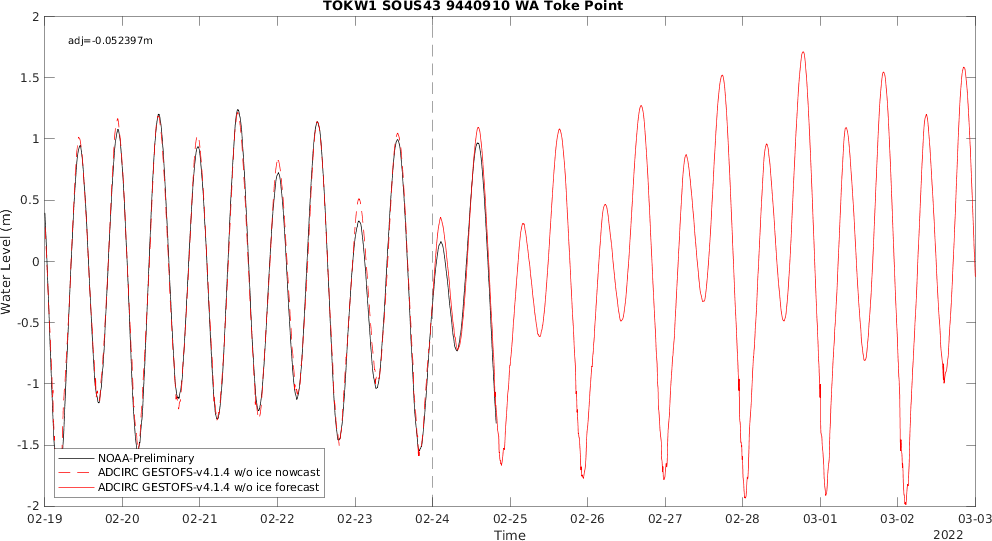 TOKW1 SOUS43 9440910 WA Toke Point
adj=-0.052397m
Water Level (m)
2
1.5
1
0.5
0
-0.5
-1
-1.5
-2
NOAA-Preliminary
ADCIRC GESTOFS-v4.1.4 w/o ice nowcast
ADCIRC GESTOFS-v4.1.4 w/o ice forecast
02-19 02-20 02-21 02-22 02-23 02-24 02-25 02-26 02-27 02-28 03-01 03-02 03-03
Time
2022